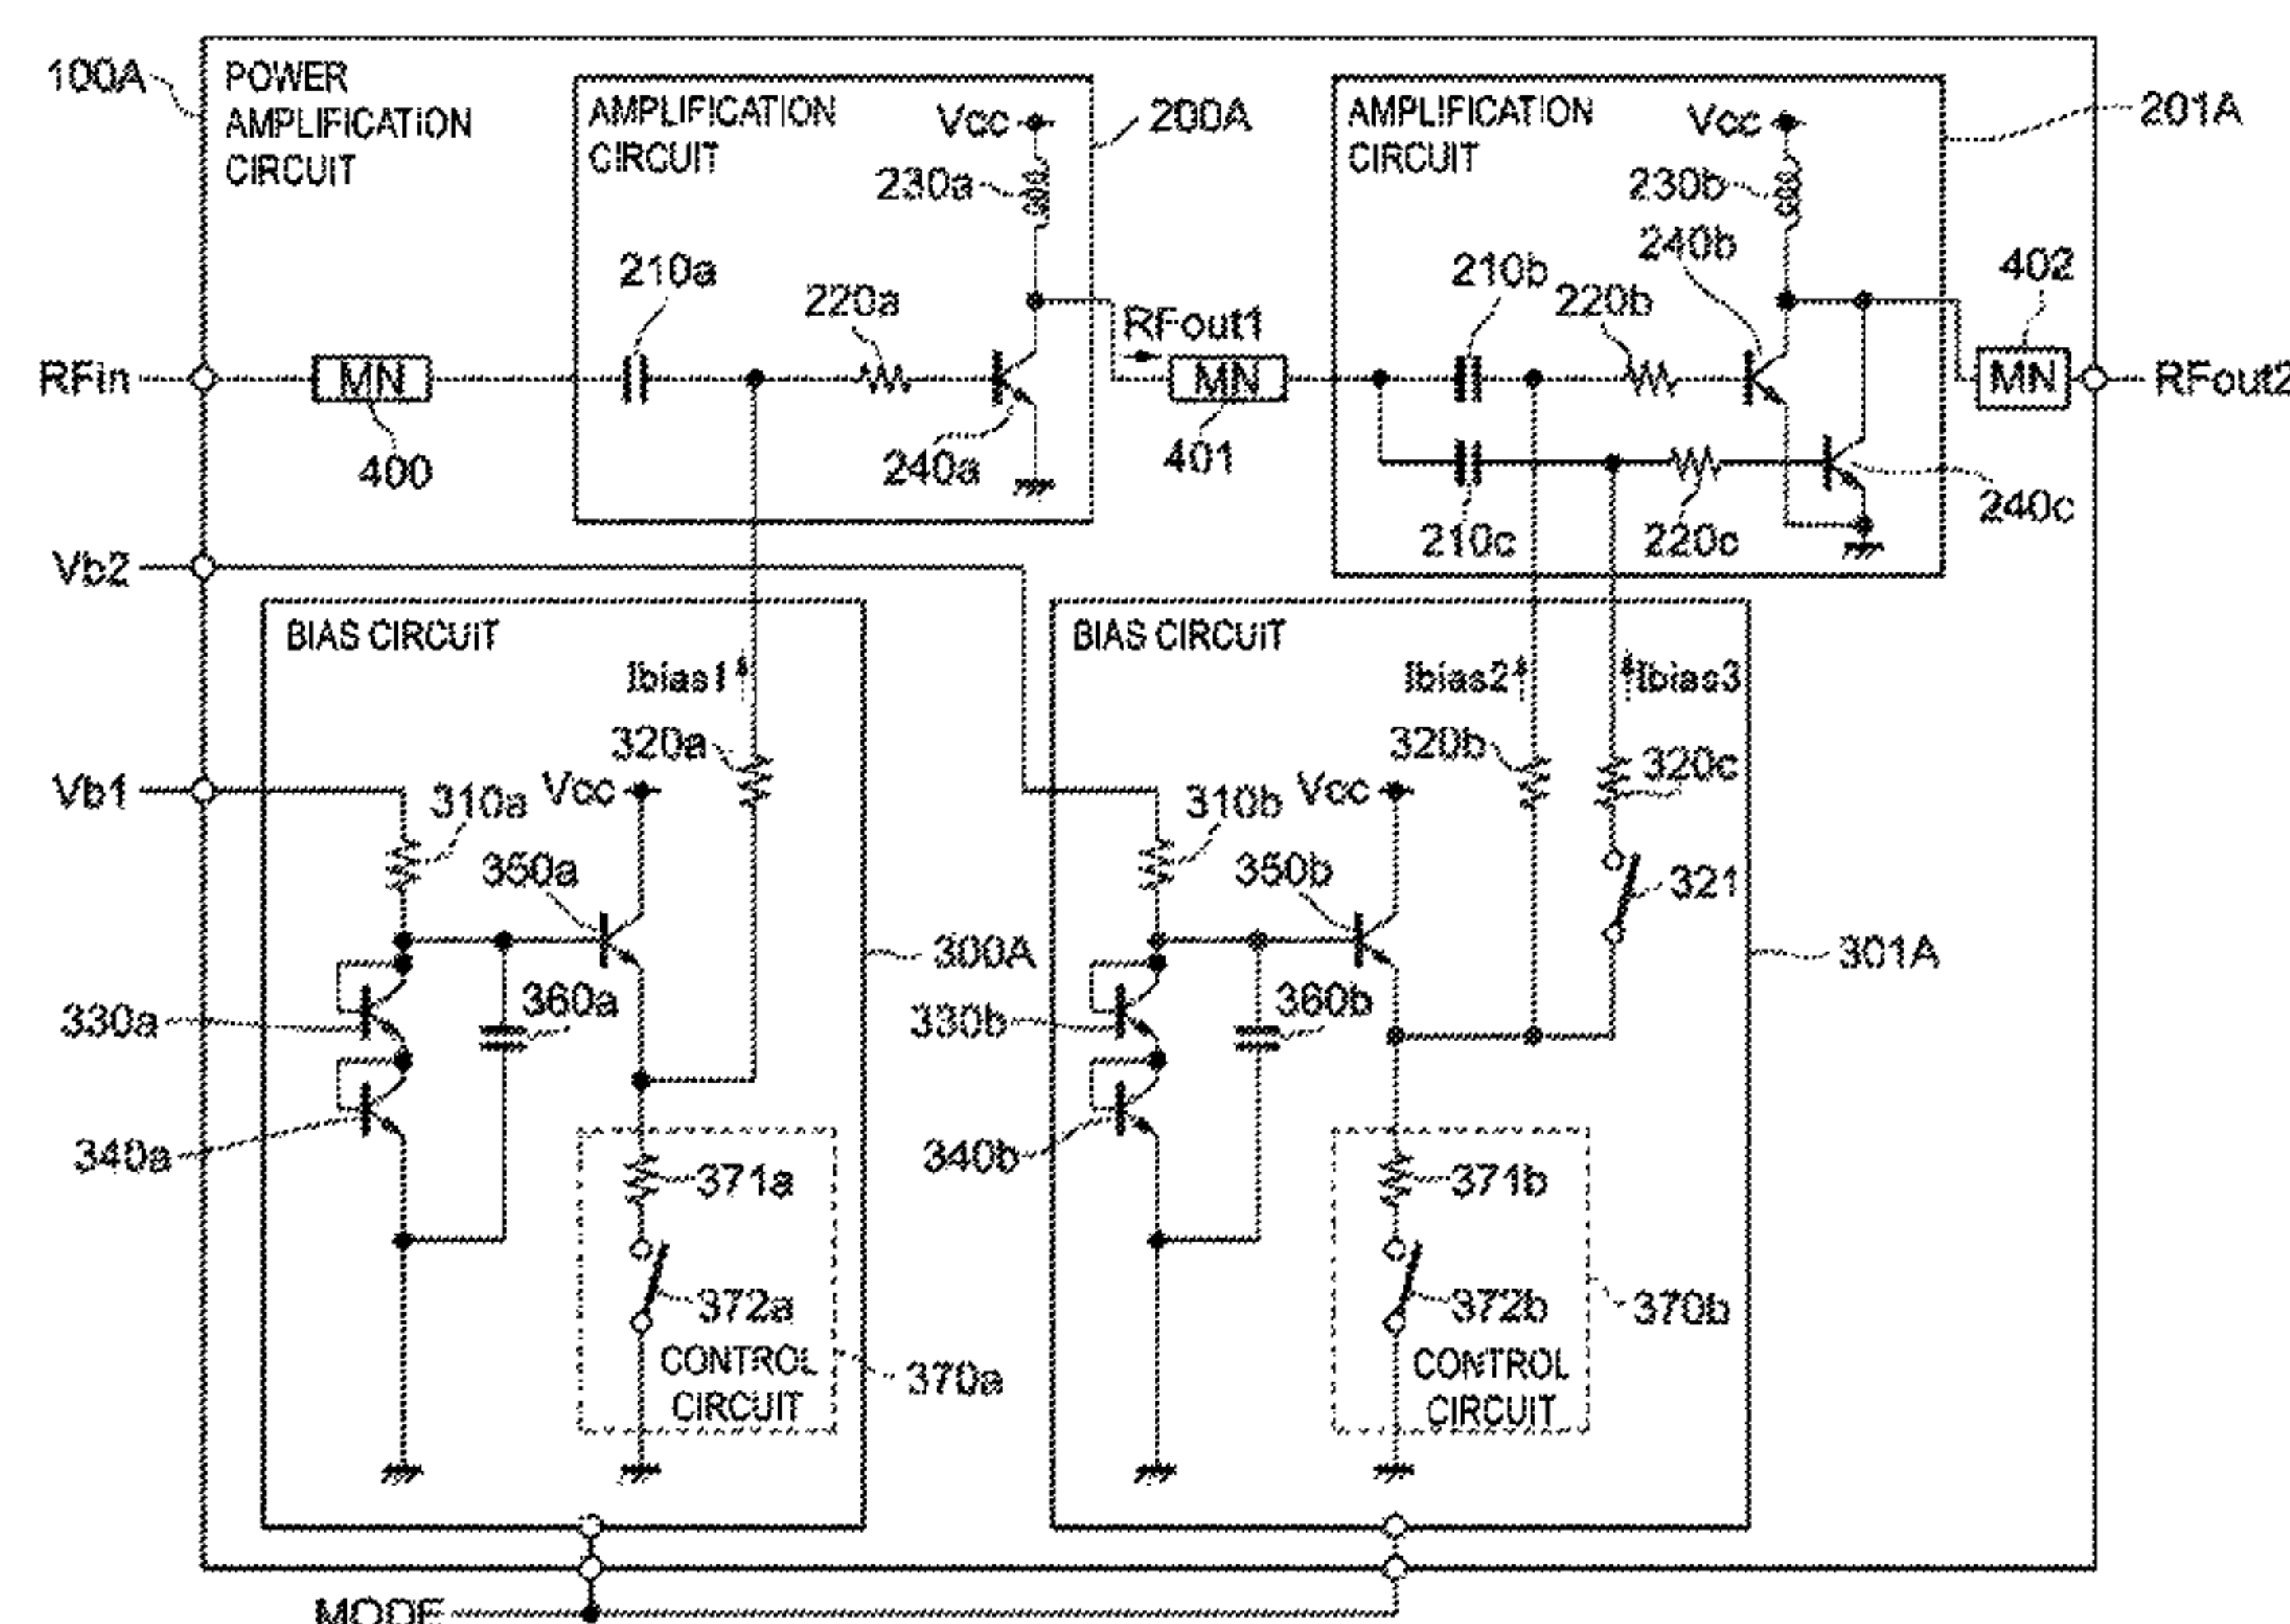 100A
POWER
AMPLIFICATION
CIRCUIT
AMPLIFICATION
CIRCUIT
Vcc
200A
230a
210a
220a
RFout1
AMPLIFICATION
CIRCUIT
Vcc
201A
230b
240b
210b
220b
402
RFin
MN
400
240a
MN
401
MN
RFout2
210c
220c
240c
Vb2
BIAS CIRCUIT
Ibias1
320a
Vb1
310a
Vcc
350a
300A
330a
360a
340a
371a
372a
CONTROL
CIRCUIT
370a
BIAS CIRCUIT
Ibias2
Ibias3
320b
320c
310b
Vcc
350b
321
301A
330b
360b
340b
371b
372b
370b
CONTROL
CIRCUIT
MODE